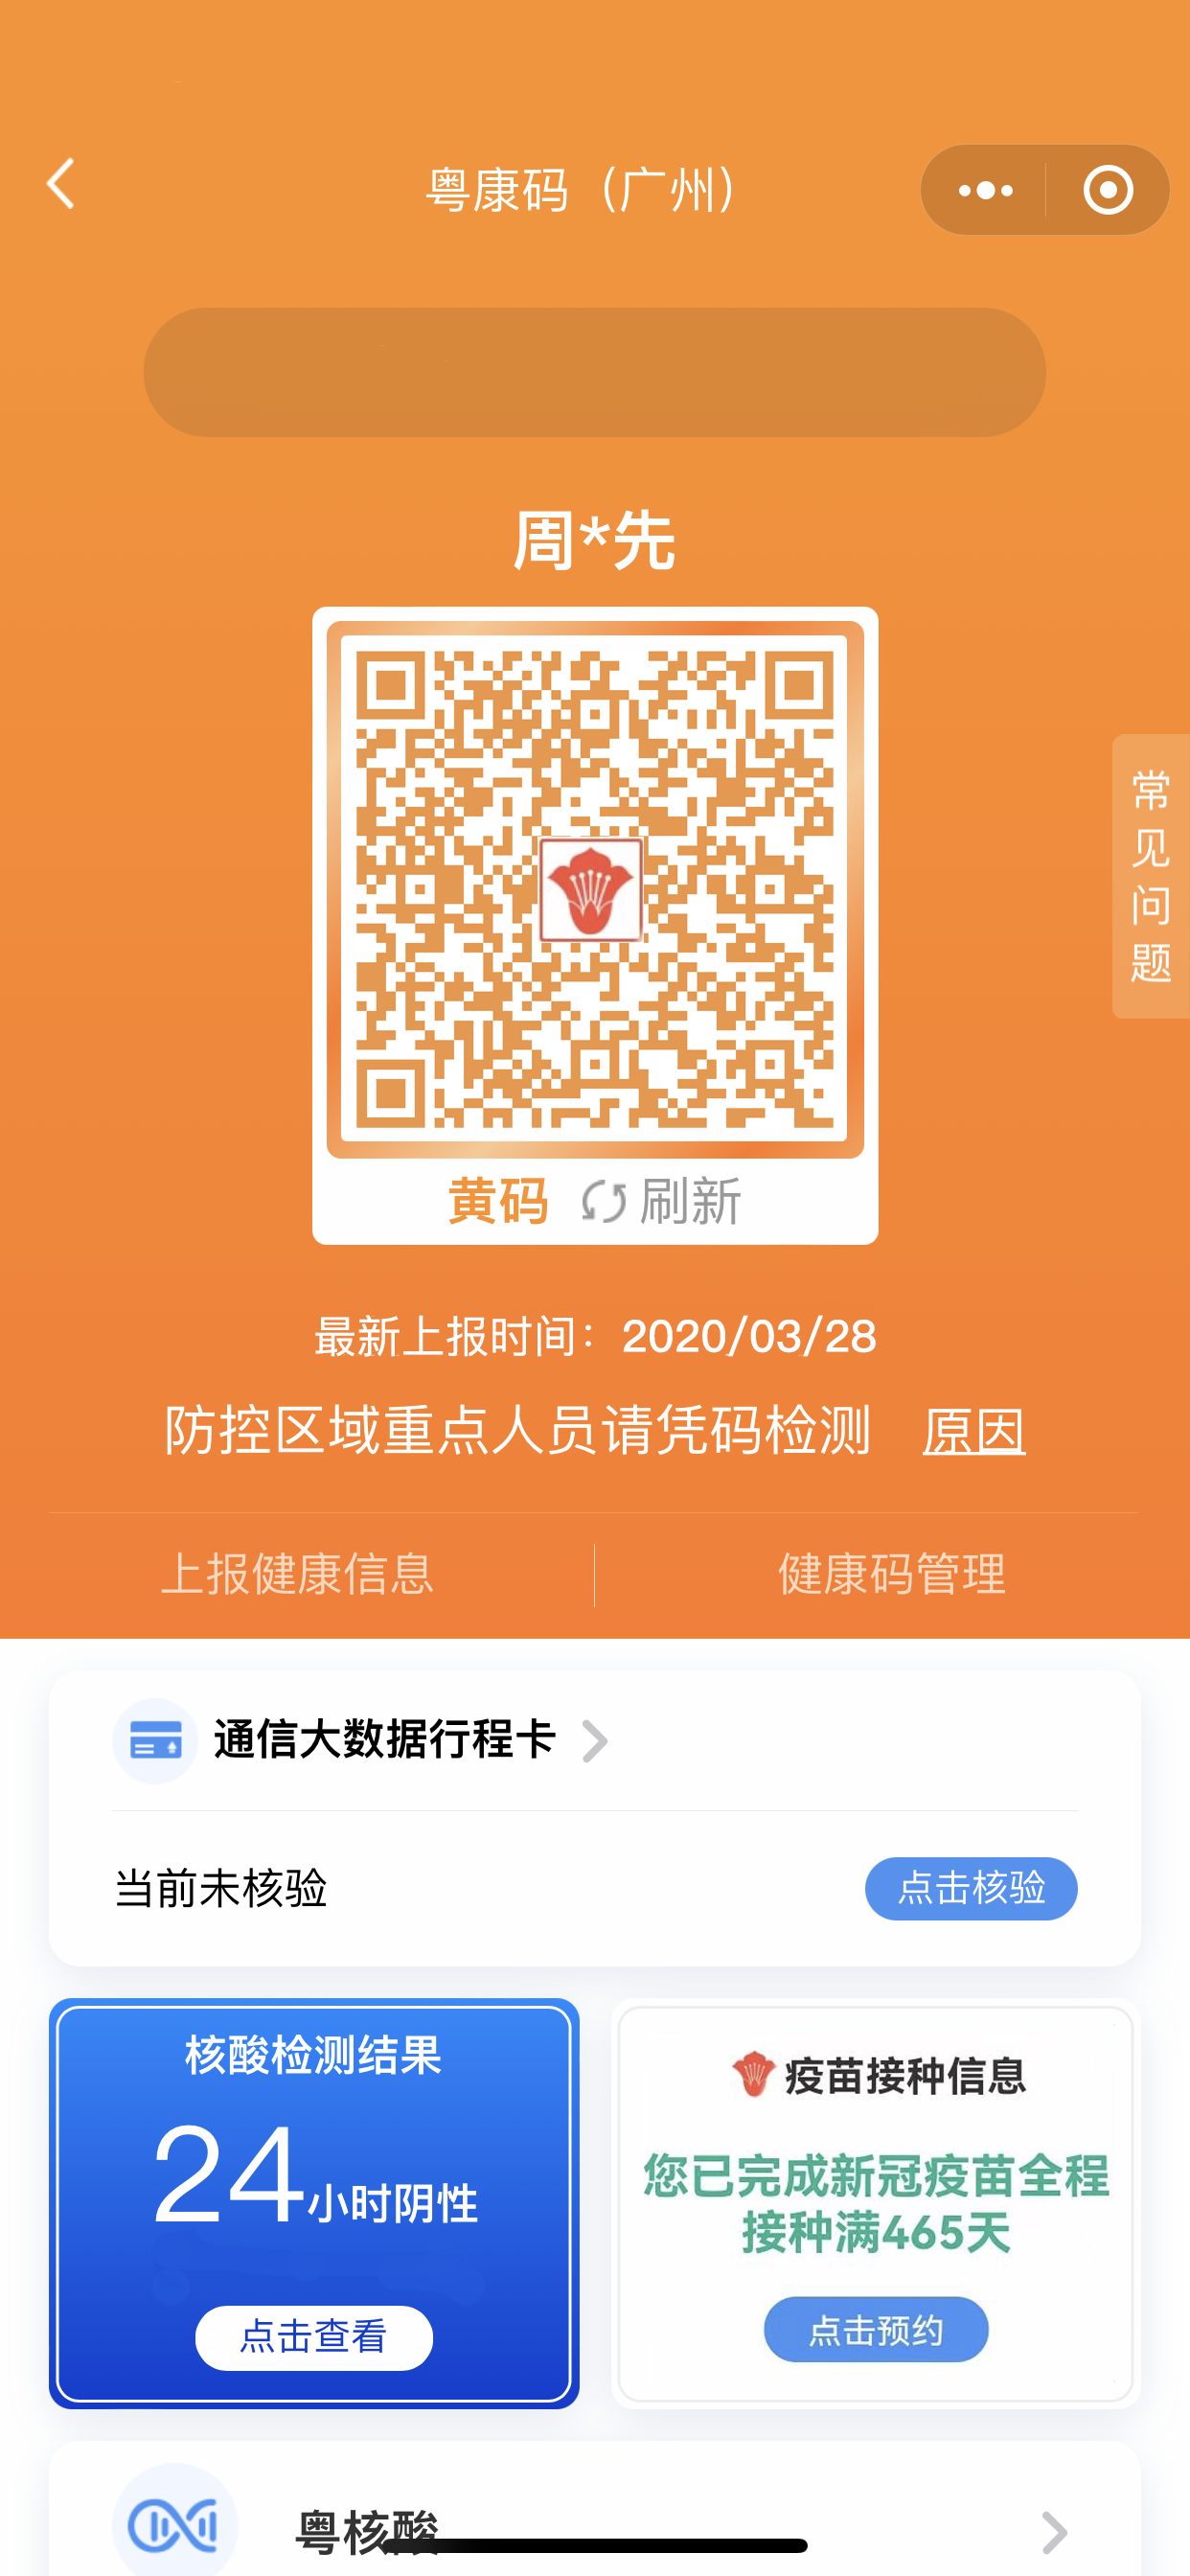 粤康码（广州）
周*先
常见问题
黄码 刷新
最新上报时间：2020/03/28
防控区域重点人员请凭码检测 原因
上报健康信息 健康码管理
通信大数据行程卡
当前未核验 点击核验
核酸检测结果
24小时阴性
点击查看
疫苗接种信息
您已完成新冠疫苗全程
接种满465天
点击预约
粤核酸